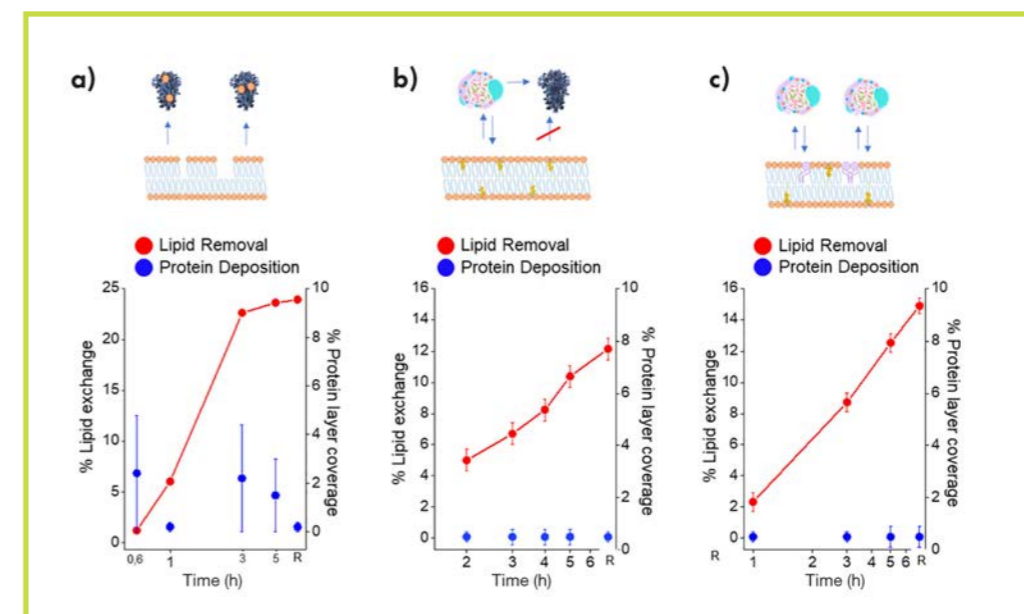 a)
Lipid Removal
Protein Deposition
25
20
15
10
5
0
% Lipid exchange
10
8
6
4
2
0
% Protein layer coverage
0,6
1
3
5
R
Time (h)
b)
Lipid Removal
Protein Deposition
16
14
12
10
8
6
4
2
0
% Lipid exchange
10
8
6
4
2
0
% Protein layer coverage
2
3
4
5
6
R
Time (h)
c)
Lipid Removal
Protein Deposition
16
14
12
10
8
6
4
2
0
% Lipid exchange
10
8
6
4
2
0
% Protein layer coverage
R
1
2
3
5
6
R
Time (h)